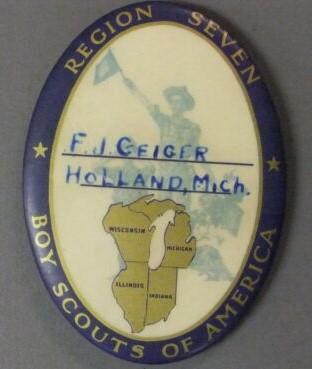 REGION SEVEN
F.J. GEIGER
HOLLAND, Mich.
WISCONSIN
MICHIGAN
ILLINOIS
INDIANA
BOY SCOUTS OF AMERICA